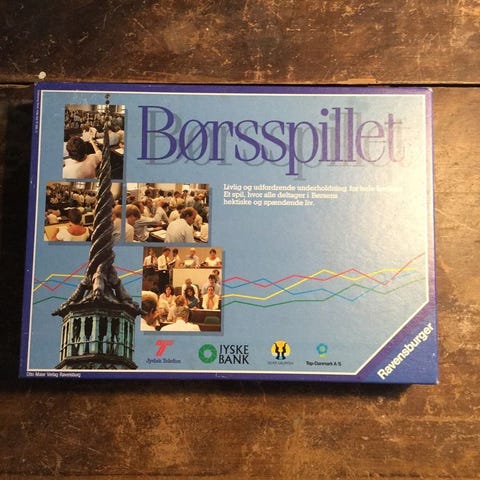 Børsspillet
Livlig og udfordrende underholdning for hele familien.
Et spil, hvor alle deltager i Børsens
hektiske og spændende liv.
Jydsk Telefon
JYSKE
BANK
Top-Danmark A/S
Ravensburger
Otto Maier Verlag Ravensburg